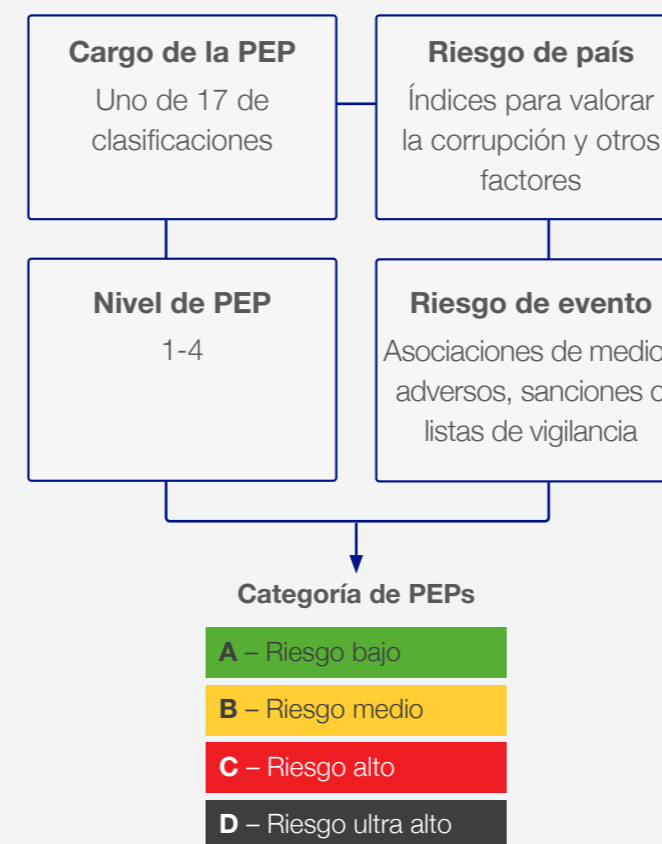 Cargo de la PEP
Uno de 17 de
clasificaciones
Riesgo de país
Índices para valorar
la corrupción y otros
factores
Nivel de PEP
1-4
Riesgo de evento
Asociaciones de medio
adversos, sanciones
listas de vigilancia
Categoría de PEPs
A – Riesgo bajo
B – Riesgo medio
C – Riesgo alto
D – Riesgo ultra alto